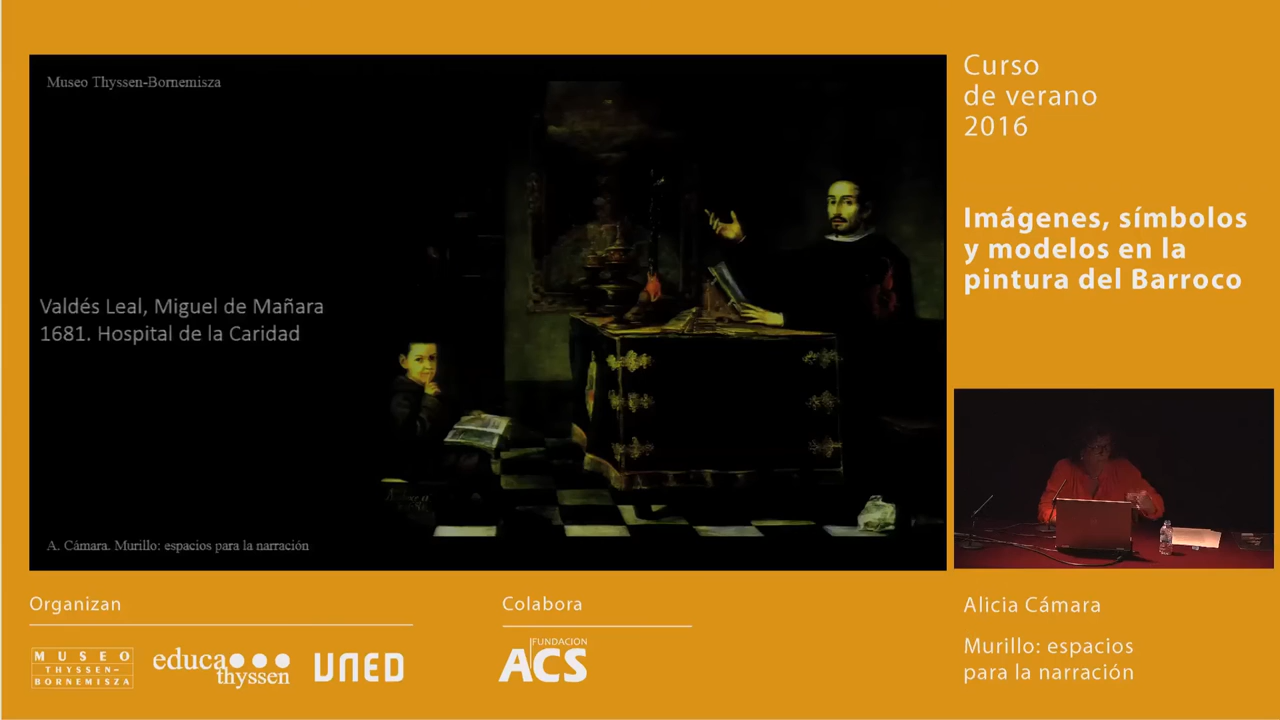 Museo Thyssen-Bornemisza
Valdés Leal, Miguel de Mañara
1681. Hospital de la Caridad
A. Cámara. Murillo: espacios para la narración
Curso
de verano
2016
Imágenes, símbolos
y modelos en la
pintura del Barroco
Alicia Cámara
Murillo: espacios
para la narración
Organizan
MUSEO
THYSSEN-
BORNEMISZA
educa
thyssen
UNED
Colabora
FUNDACION
ACS